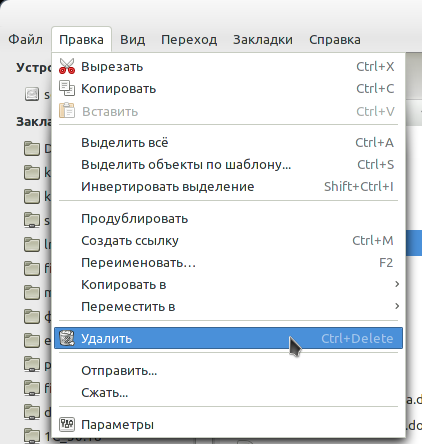 Файл Правка Вид Переход Закладки Справка
Вырезать Ctrl+X
Копировать Ctrl+C
Вставить Ctrl+V
Выделить всё Ctrl+A
Выделить объекты по шаблону... Ctrl+S
Инвертировать выделение Shift+Ctrl+I
Продублировать
Создать ссылку Ctrl+M
Переименовать... F2
Копировать в
Переместить в
Удалить Ctrl+Delete
Отправить...
Сжать...
Параметры